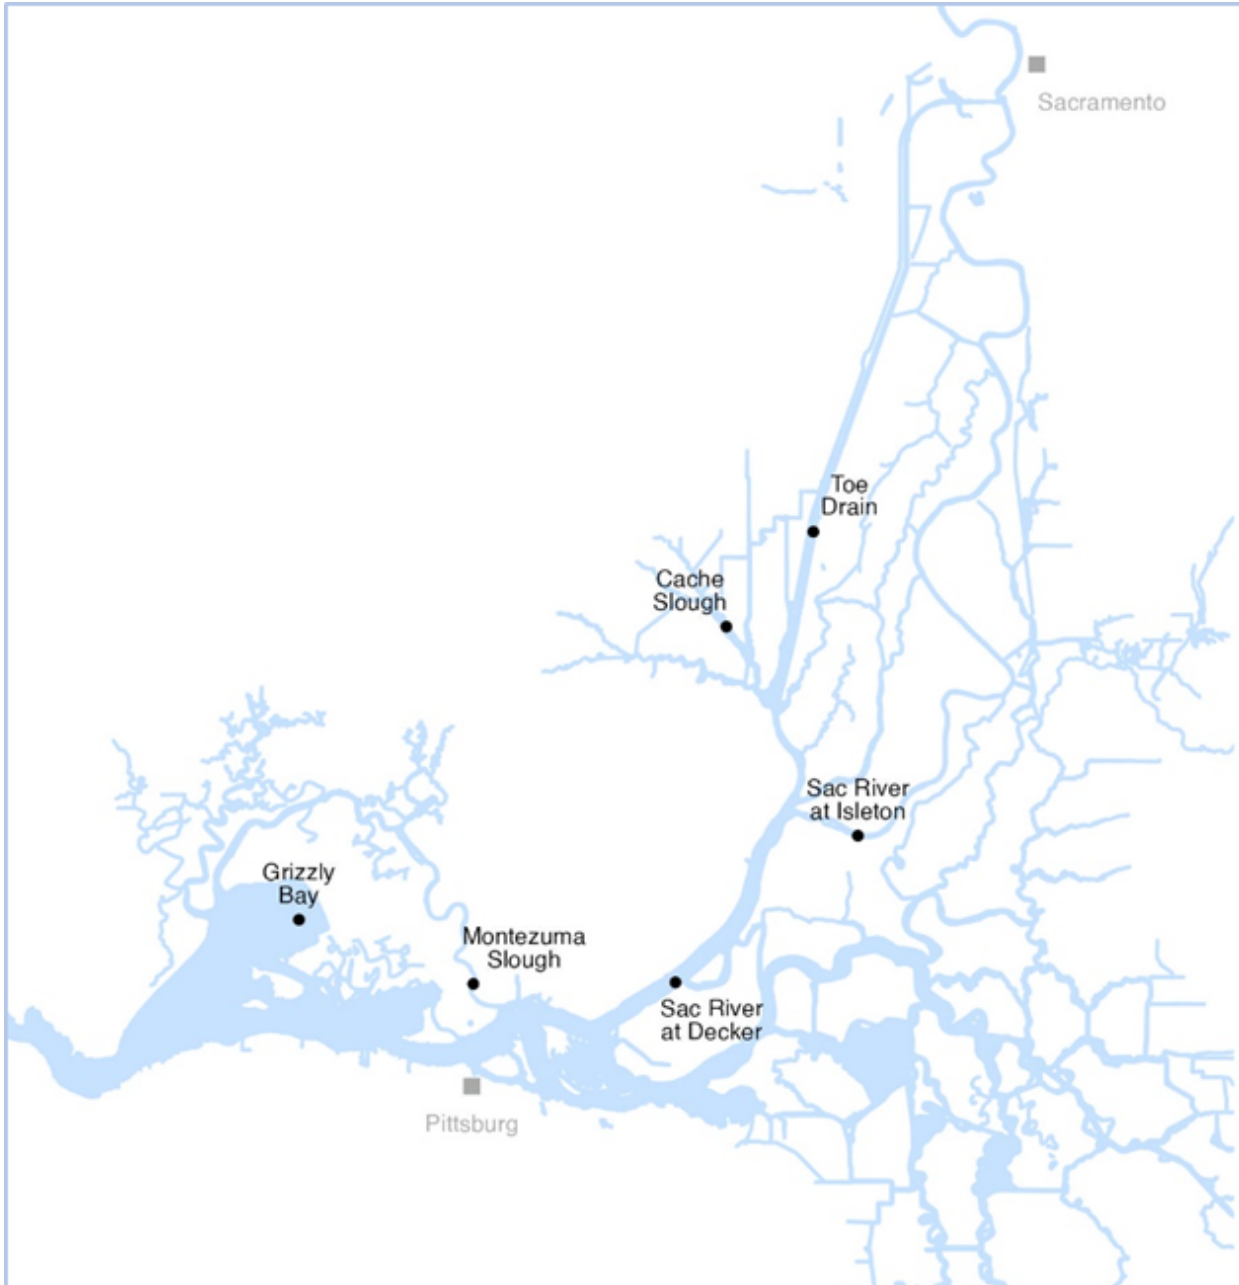 Sacramento
Toe
Drain
Cache
Slough
Sac River
at Isleton
Grizzly
Bay
Montezuma
Slough
Sac River
at Decker
Pittsburg